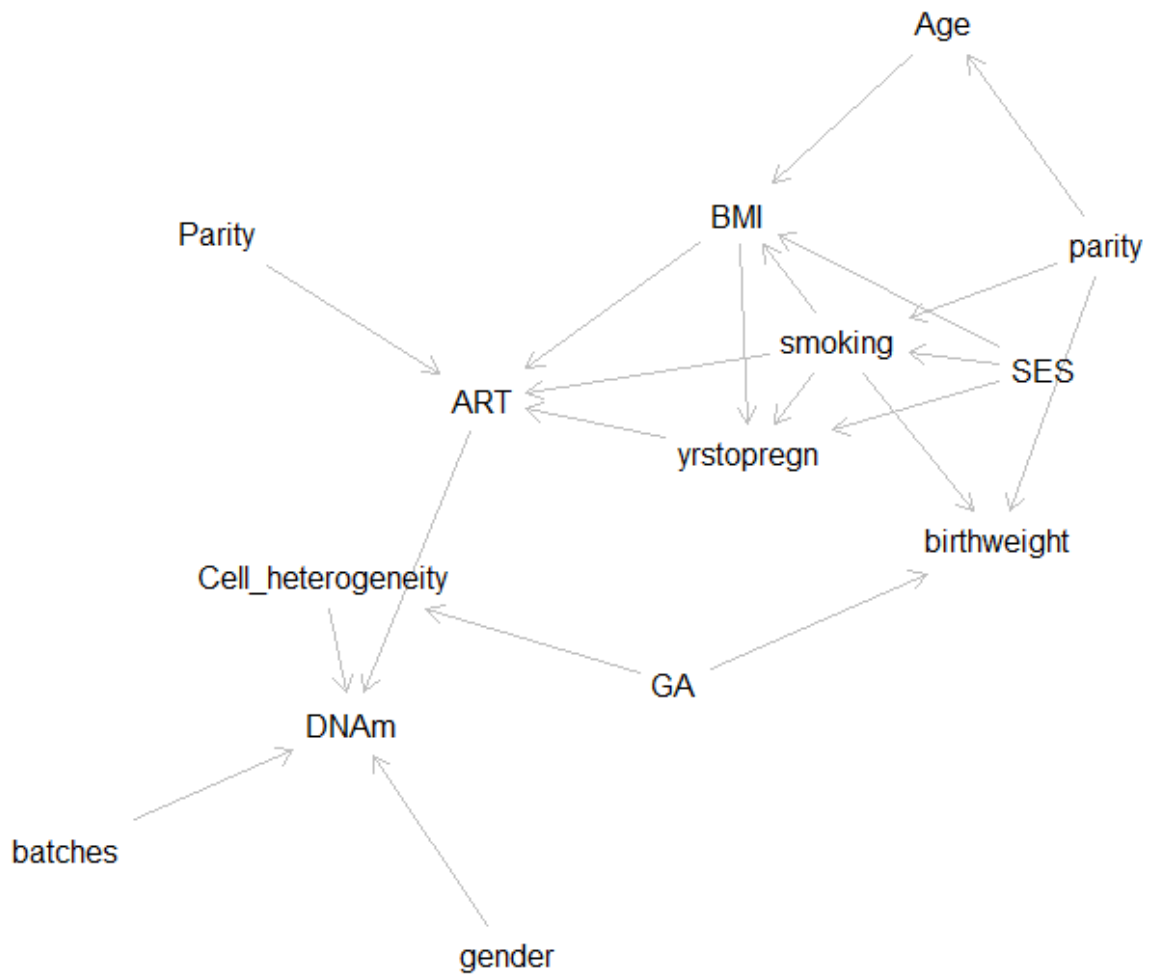 Age
BMI
Parity
parity
smoking
SES
ART
yrstopregn
birthweight
Cell_heterogeneity
GA
DNAm
batches
gender